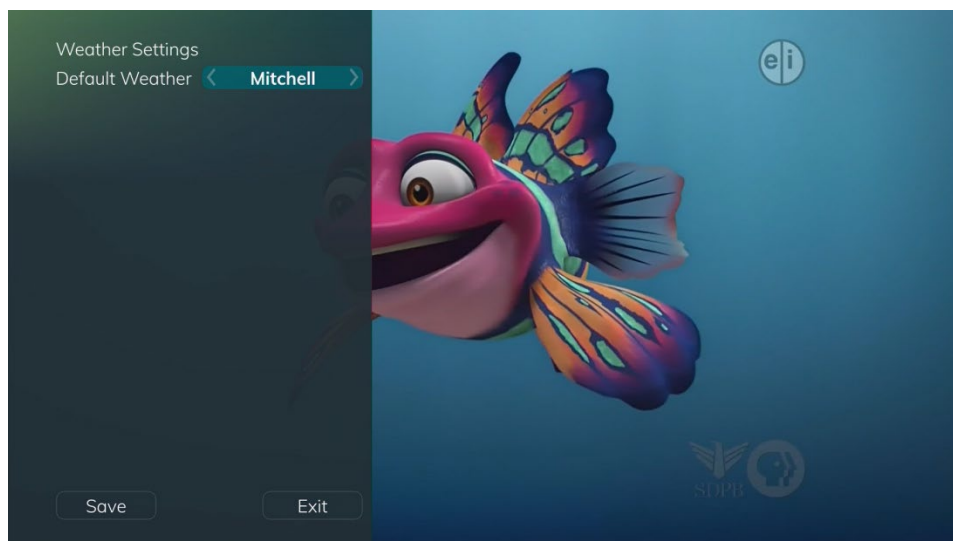 Weather Settings
Default Weather Mitchell
e i
SDPB
Save Exit